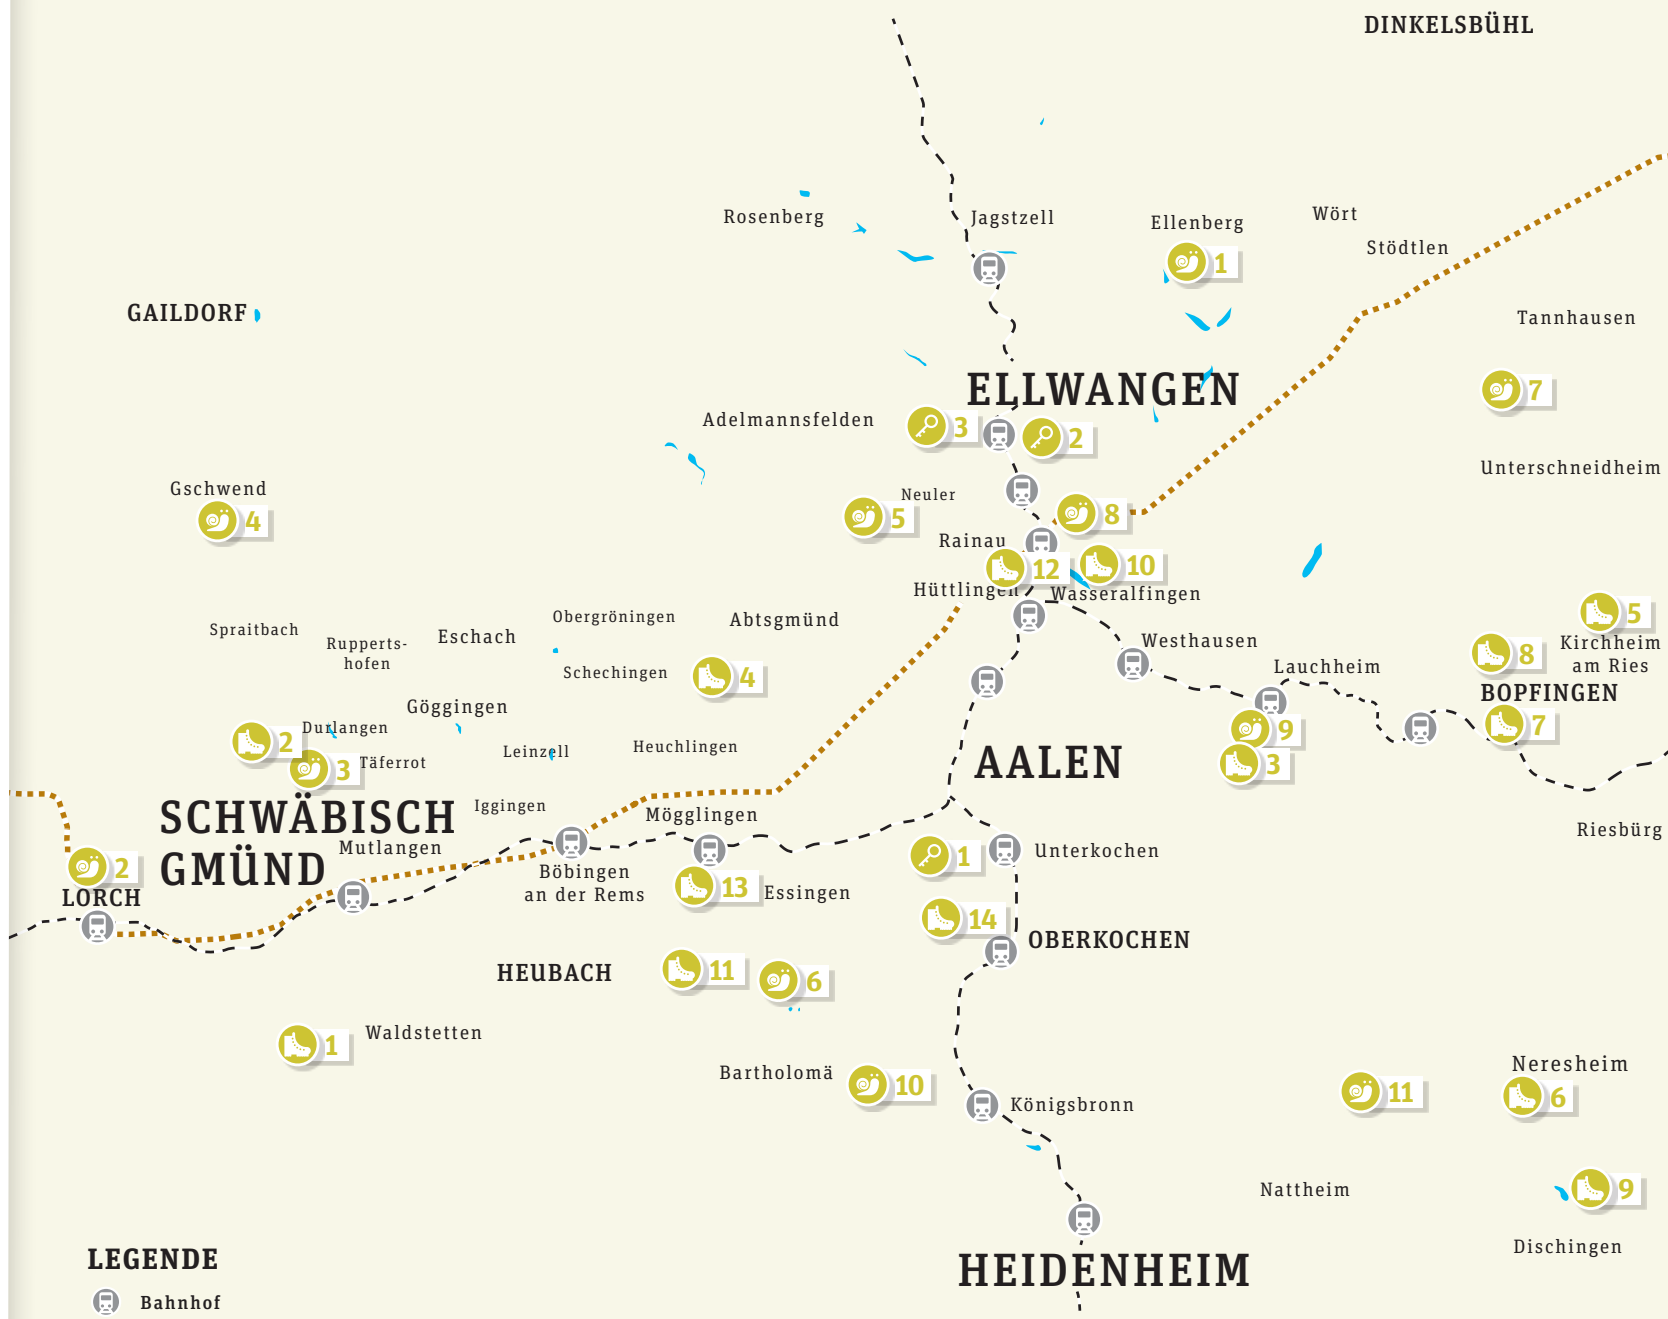 DINKELSBÜHL
Rosenberg
Jagstzell
Ellenberg
Wört
Stödtlen
1
GAILDORF
Tannhausen
ELLWANGEN
7
Adelmannsfelden
3
2
Unterschneidheim
Gschwend
4
Neuler
5
8
Rainau
12
10
Hüttlingen
Wasseralfingen
5
Kirchheim
am Ries
Spraitbach
Rupperts-
hofen
Eschach
Obergröningen
Abtsgmünd
Westhausen
8
Schechingen
4
Lauchheim
BOPFINGEN
Göggingen
7
Durlangen
2
9
Leinzell
Heuchlingen
3
Täferrot
AALEN
3
SCHWÄBISCH
GMÜND
Iggingen
Mögglingen
Riesbürg
Mutlangen
2
LORCH
Böbingen
an der Rems
1
Unterkochen
13
Essingen
14
OBERKOCHEN
HEUBACH
11
6
1
Waldstetten
Bartholomä
10
Königsbronn
11
Neresheim
6
Nattheim
9
Dischingen
HEIDENHEIM
LEGENDE
Bahnhof